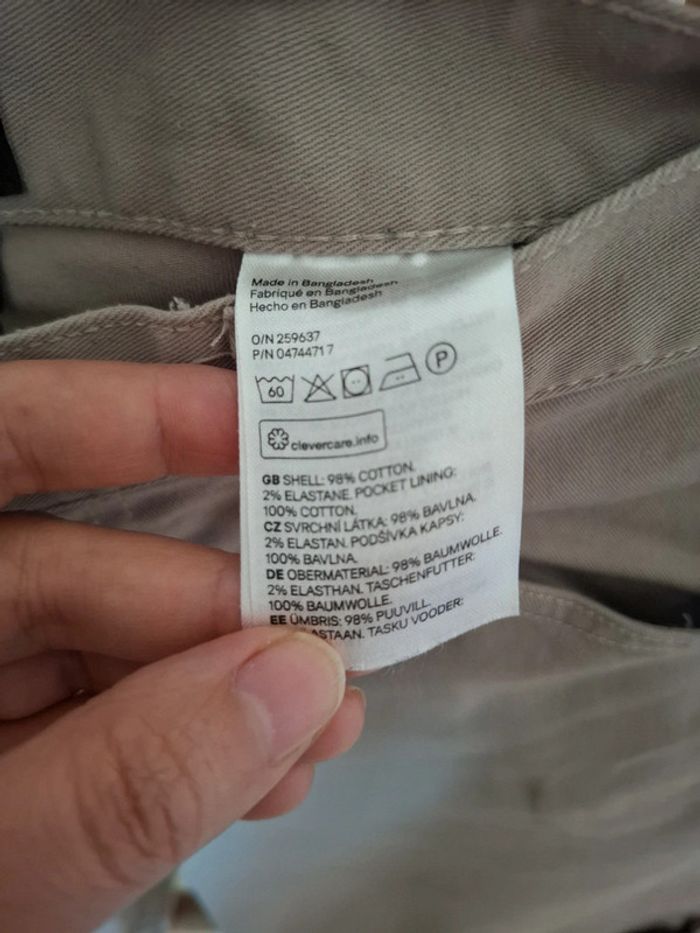 Made in Bangladesh
Fabriqué en Bangladesh
Hecho en Bangladesh
O/N 259637
P/N 04744717
60 P
clevercare.info
GB SHELL: 98% COTTON.
2% ELASTANE. POCKET LINING:
100% COTTON.
CZ SVRCHNÍ LÁTKA: 98% BAVLNA.
2% ELASTAN. PODŠÍVKA KAPSY:
100% BAVLNA.
DE OBERMATERIAL: 98% BAUMWOLLE.
2% ELASTHAN. TASCHENFUTTER:
100% BAUMWOLLE.
EE ÜMBRIS: 98% PUUVILL.
TASKU VOODER: